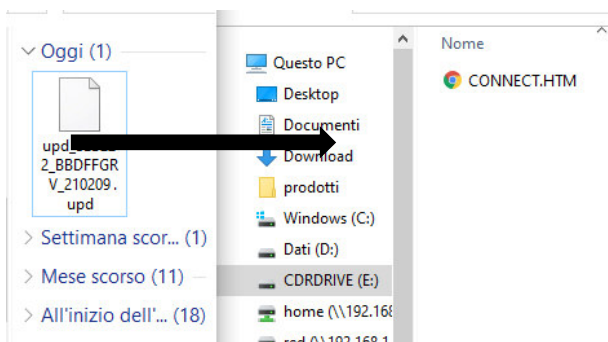 Oggi (1)
2_BBDFFGR
V_210209.
upd
Settimana scor... (1)
Mese scorso (11)
All'inizio dell'... (18)
Questo PC
Desktop
Documenti
Download
prodotti
Windows (C:)
Dati (D:)
CDRDRIVE (E:)
home (\\192.168
Nome
CONNECT.HTM